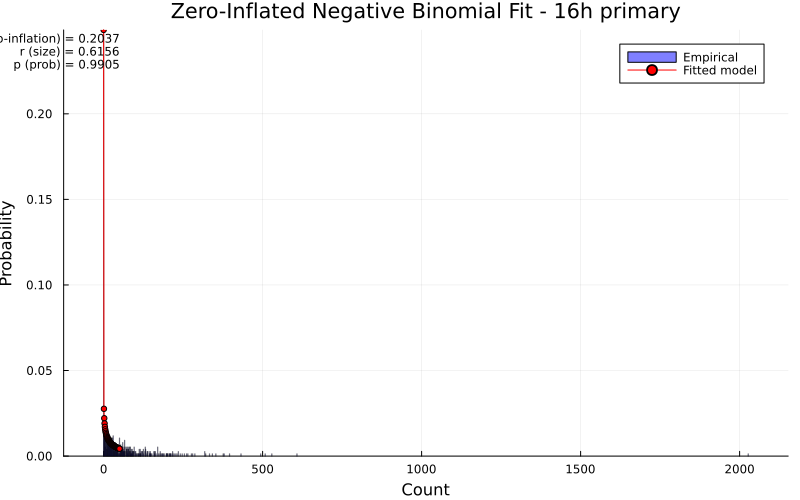 Zero-Inflated Negative Binomial Fit - 16h primary
o-inflation) = 0.2037
r (size) = 0.6156
p (prob) = 0.9905
Empirical
Fitted model
0.20
0.15
0.10
0.05
0.00
Probability
0 500 1000 1500 2000
Count